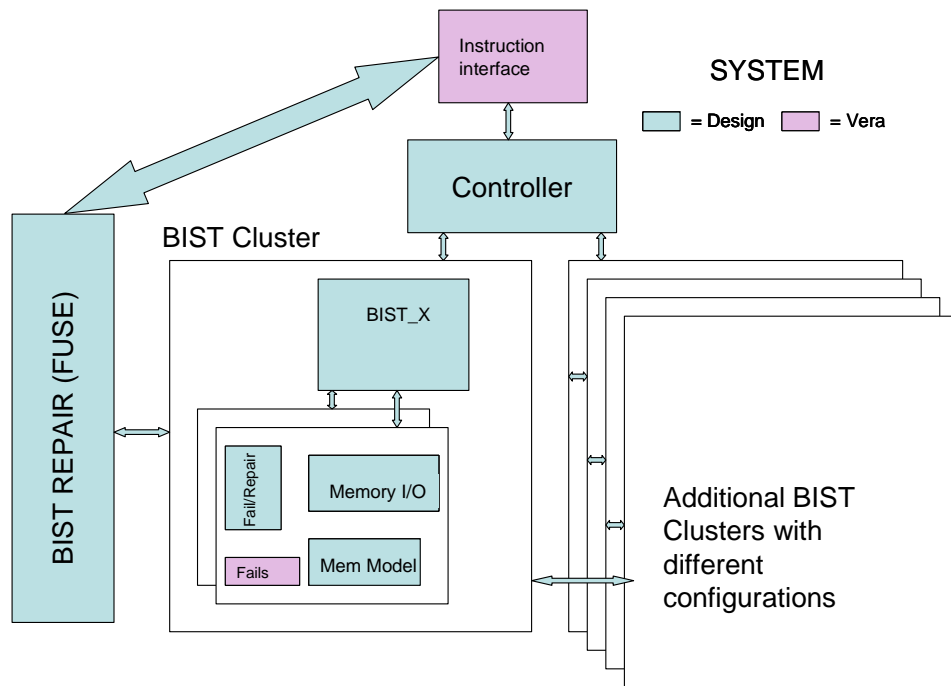 Instruction
interface
SYSTEM
= Design
= Vera
Controller
BIST Cluster
BIST REPAIR (FUSE)
BIST_X
Fail/Repair
Memory I/O
Fails
Mem Model
Additional BIST
Clusters with
different
configurations